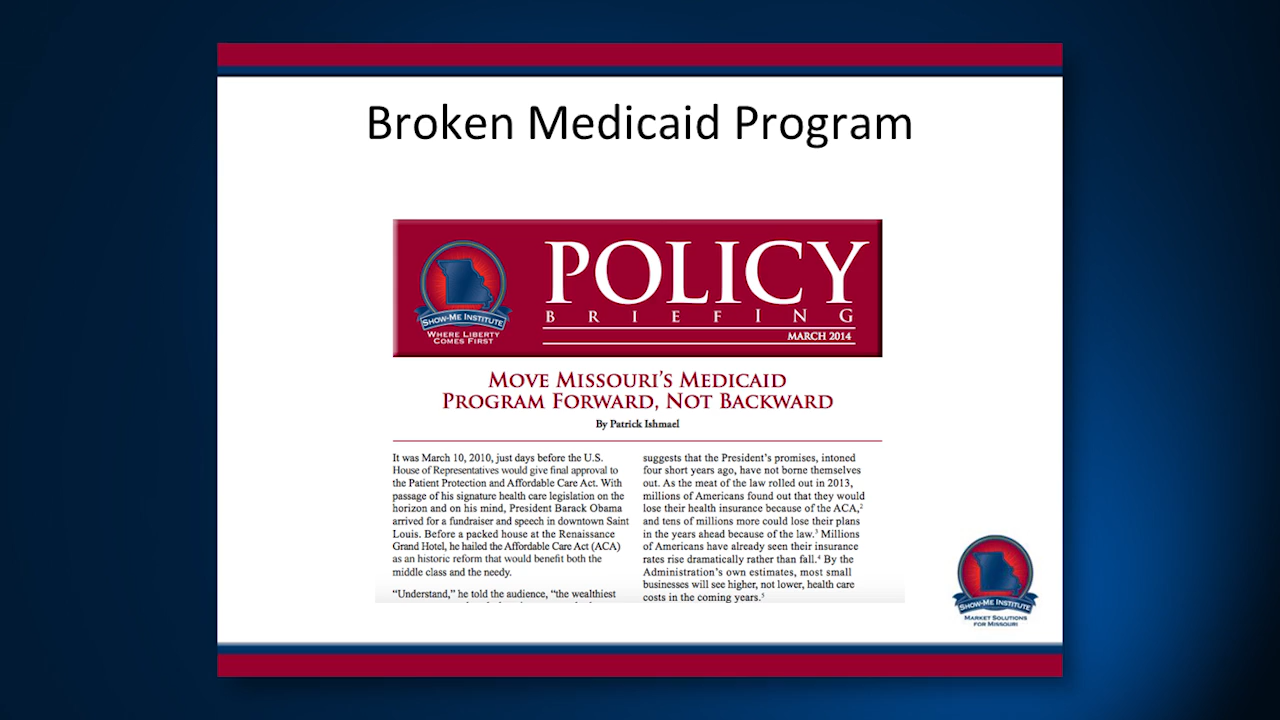 Broken Medicaid Program
POLICY
BRIEFING
MARCH 2014
SHOW-ME INSTITUTE
WHERE LIBERTY
COMES FIRST
MOVE MISSOURI'S MEDICAID
PROGRAM FORWARD, NOT BACKWARD
By Patrick Ishmael
It was March 10, 2010, just days before the U.S.
House of Representatives would give final approval to
the Patient Protection and Affordable Care Act. With
passage of his signature health care legislation on the
horizon and on his mind, President Barack Obama
arrived for a fundraiser and speech in downtown Saint
Louis. Before a packed house at the Renaissance
Grand Hotel, he hailed the Affordable Care Act (ACA)
as an historic reform that would benefit both the
middle class and the needy.
“Understand,” he told the audience, “the wealthiest
suggests that the President's promises, intoned
four short years ago, have not borne themselves
out. As the meat of the law rolled out in 2013,
millions of Americans found out that they would
lose their health insurance because of the ACA,²
and tens of millions more could lose their plans
in the years ahead because of the law.³ Millions
of Americans have already seen their insurance
rates rise dramatically rather than fall.⁴ By the
Administration's own estimates, most small
businesses will see higher, not lower, health care
costs in the coming years.⁵
SHOW-ME INSTITUTE
MARKET SOLUTIONS
FOR MISSOURI